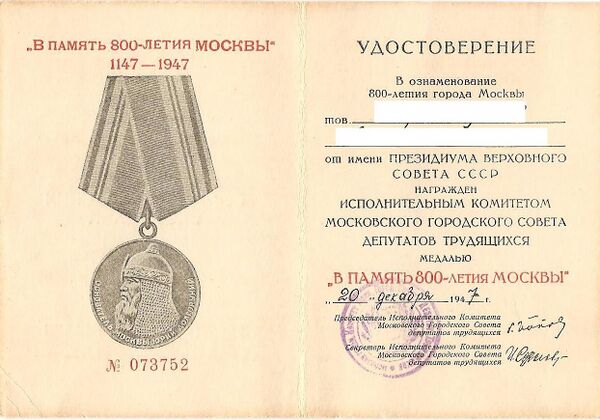 „В ПАМЯТЬ 800-ЛЕТИЯ МОСКВЫ“
1147—1947
№ 073752
УДОСТОВЕРЕНИЕ
В ознаменование
800-летия города Москвы
тов.
от имени ПРЕЗИДИУМА ВЕРХОВНОГО
СОВЕТА СССР
НАГРАЖДЕН
ИСПОЛНИТЕЛЬНЫМ КОМИТЕТОМ
МОСКОВСКОГО ГОРОДСКОГО СОВЕТА
ДЕПУТАТОВ ТРУДЯЩИХСЯ
МЕДАЛЬЮ
„В ПАМЯТЬ 800-ЛЕТИЯ МОСКВЫ“
„20„ декабря 1947 г.
Председатель Исполнительного Комитета
Московского Городского Совета
депутатов трудящихся
Секретарь Исполнительного Комитета
Московского Городского Совета
депутатов трудящихся